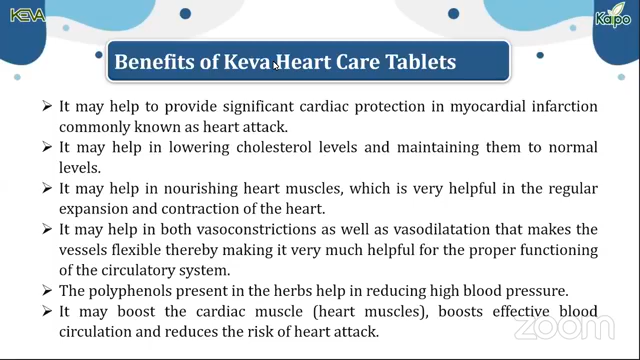 KEVA
Kapo
Benefits of Keva Heart Care Tablets
➢ It may help to provide significant cardiac protection in myocardial infarction
commonly known as heart attack.
➢ It may help in lowering cholesterol levels and maintaining them to normal
levels.
➢ It may help in nourishing heart muscles, which is very helpful in the regular
expansion and contraction of the heart.
➢ It may help in both vasoconstrictions as well as vasodilatation that makes the
vessels flexible thereby making it very much helpful for the proper functioning
of the circulatory system.
➢ The polyphenols present in the herbs help in reducing high blood pressure.
➢ It may boost the cardiac muscle (heart muscles), boosts effective blood
circulation and reduces the risk of heart attack.
zoom